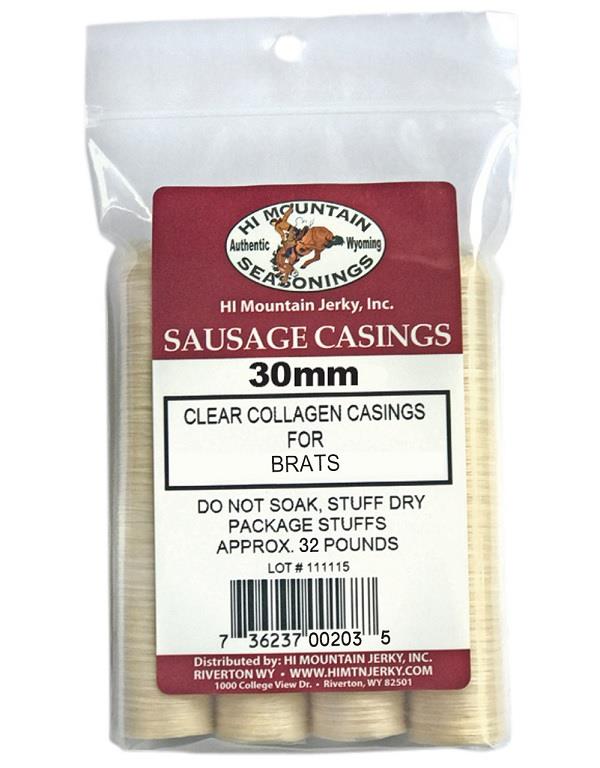 HI MOUNTAIN
Authentic Wyoming
SEASONINGS
HI Mountain Jerky, Inc.
SAUSAGE CASINGS
30mm
CLEAR COLLAGEN CASINGS
FOR
BRATS
DO NOT SOAK, STUFF DRY
PACKAGE STUFFS
APPROX. 32 POUNDS
LOT # 111115
7 36237 00203 5
Distributed by: HI MOUNTAIN JERKY, INC.
RIVERTON WY • WWW.HIMTNJERKY.COM
1000 College View Dr. • Riverton, WY 82501